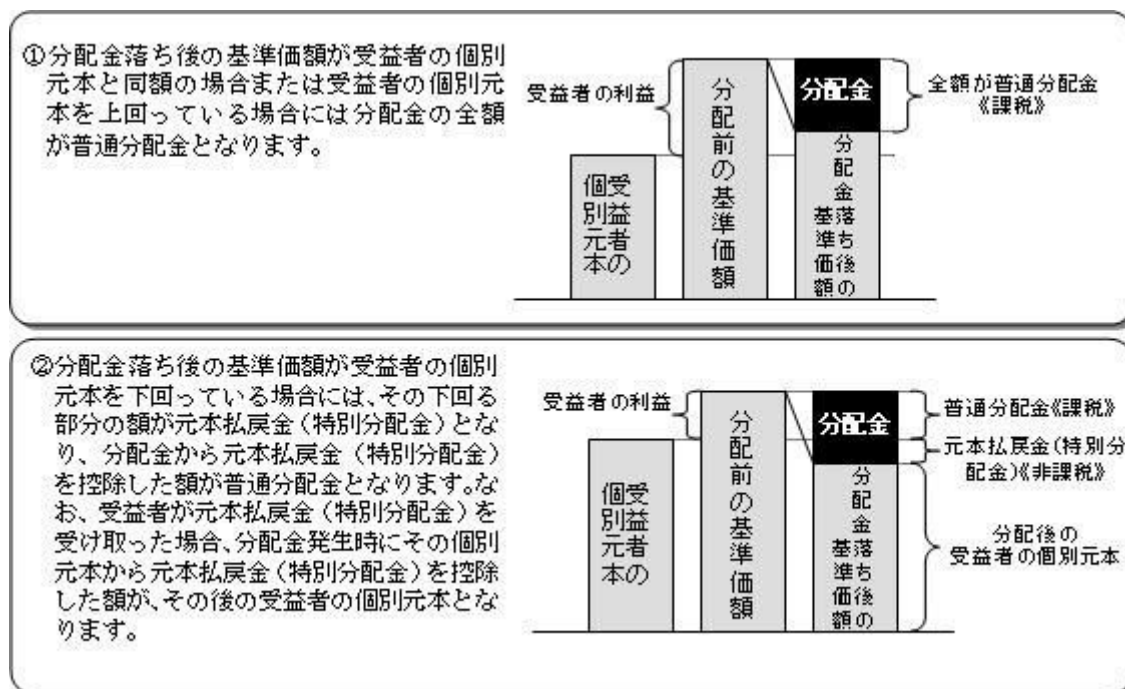 ①分配金落ち後の基準価額が受益者の個別
元本と同額の場合または受益者の個別元
本を上回っている場合には分配金の全額
が普通分配金となります。
受益者の利益
受益者の
個別元本
分配前の基準価額
分配金
分配金落ち後の
基準価額
全額が普通分配金
《課税》
②分配金落ち後の基準価額が受益者の個別
元本を下回っている場合には、その下回る
部分の額が元本払戻金(特別分配金)とな
り、分配金から元本払戻金(特別分配金)
を控除した額が普通分配金となります。な
お、受益者が元本払戻金(特別分配金)を
受け取った場合、分配金発生時にその個別
元本から元本払戻金(特別分配金)を控除
した額が、その後の受益者の個別元本とな
ります。
受益者の利益
受益者の
個別元本
分配前の基準価額
分配金
分配金落ち後の
基準価額
普通分配金《課税》
元本払戻金(特別分
配金)《非課税》
分配後の
受益者の個別元本